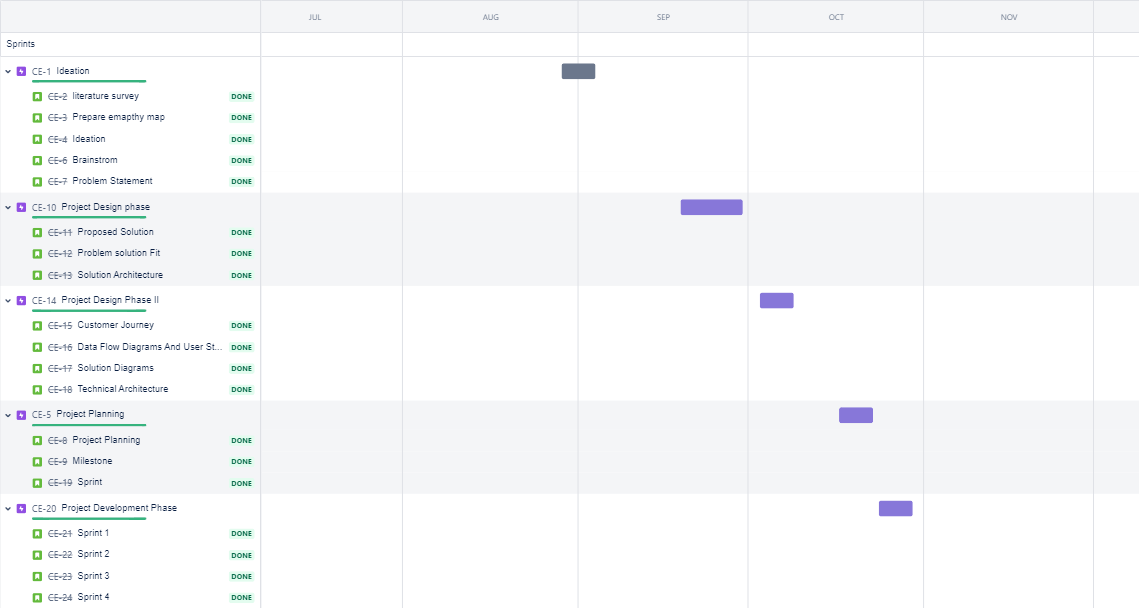 JUL AUG SEP OCT NOV
Sprints
CE-1 Ideation
CE-2 literature survey DONE
CE-3 Prepare emapthy map DONE
CE-4 Ideation DONE
CE-6 Brainstrom DONE
CE-7 Problem Statement DONE
CE-10 Project Design phase
CE-11 Proposed Solution DONE
CE-12 Problem solution Fit DONE
CE-13 Solution Architecture DONE
CE-14 Project Design Phase II
CE-15 Customer Journey DONE
CE-16 Data Flow Diagrams And User St... DONE
CE-17 Solution Diagrams DONE
CE-18 Technical Architecture DONE
CE-5 Project Planning
CE-8 Project Planning DONE
CE-9 Milestone DONE
CE-19 Sprint DONE
CE-20 Project Development Phase
CE-21 Sprint 1 DONE
CE-22 Sprint 2 DONE
CE-23 Sprint 3 DONE
CE-24 Sprint 4 DONE